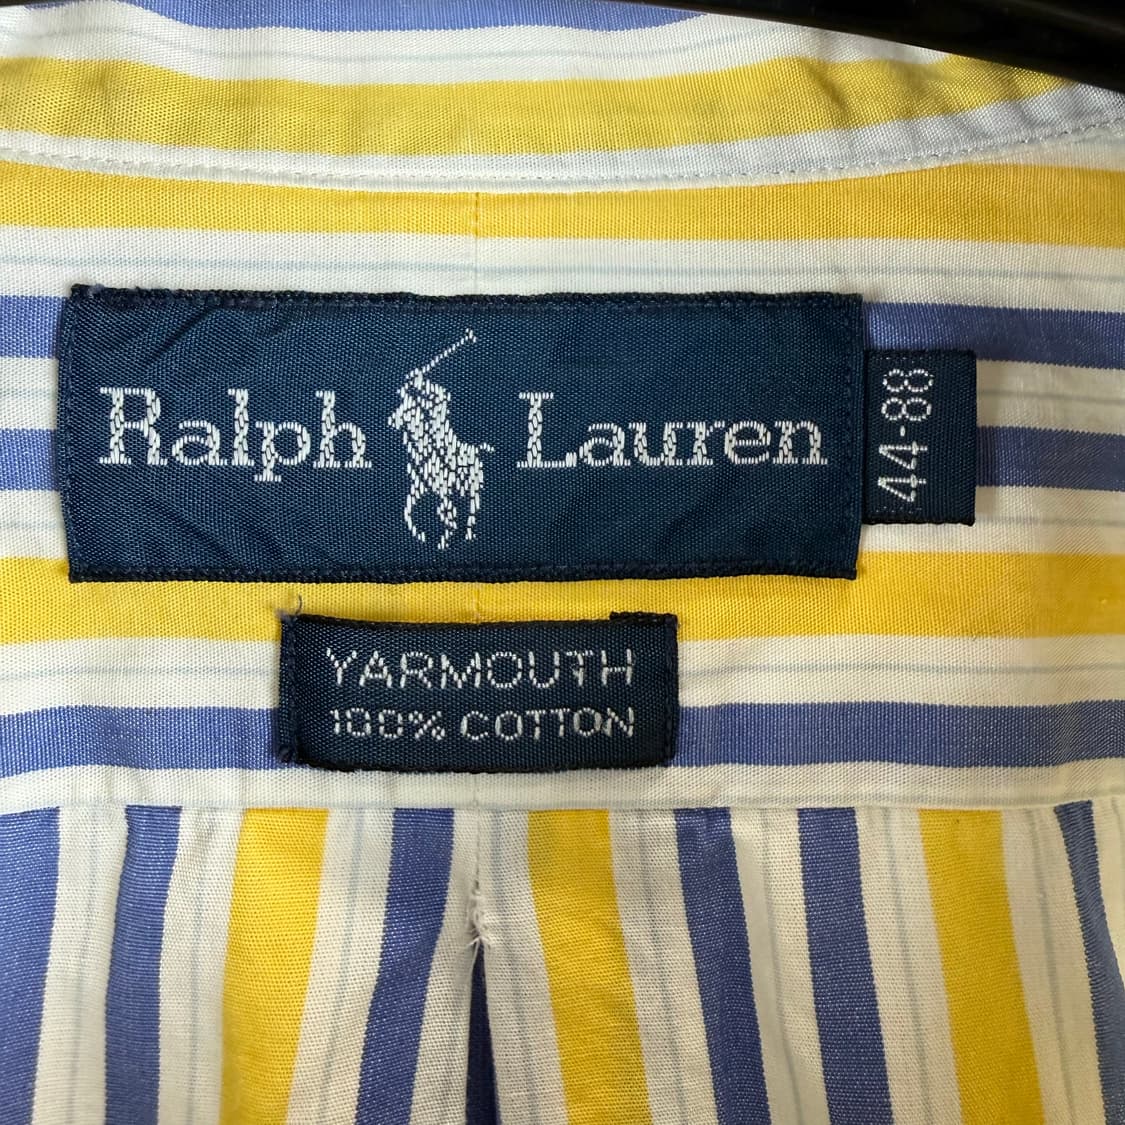 Ralph Lauren
44-88
YARMOUTH
100% COTTON